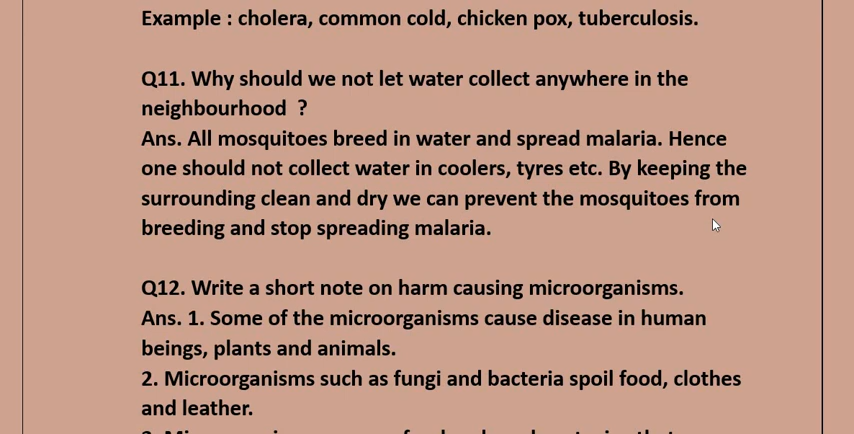 Example : cholera, common cold, chicken pox, tuberculosis.
Q11. Why should we not let water collect anywhere in the
neighbourhood  ?
Ans. All mosquitoes breed in water and spread malaria. Hence
one should not collect water in coolers, tyres etc. By keeping the
surrounding clean and dry we can prevent the mosquitoes from
breeding and stop spreading malaria.
Q12. Write a short note on harm causing microorganisms.
Ans. 1. Some of the microorganisms cause disease in human
beings, plants and animals.
2. Microorganisms such as fungi and bacteria spoil food, clothes
and leather.